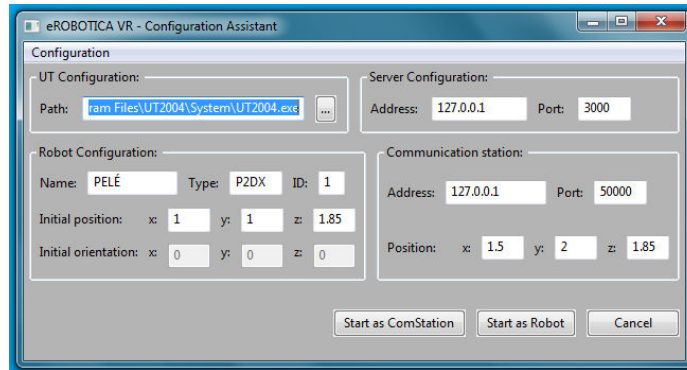 eROBOTICA VR - Configuration Assistant
Configuration
UT Configuration:
Path: ram Files\UT2004\System\UT2004.exe ...
Server Configuration:
Address: 127.0.0.1 Port: 3000
Robot Configuration:
Name: PELÉ Type: P2DX ID: 1
Initial position: x: 1 y: 1 z: 1.85
Initial orientation: x: 0 y: 0 z: 0
Communication station:
Address: 127.0.0.1 Port: 50000
Position: x: 1.5 y: 2 z: 1.85
Start as ComStation Start as Robot Cancel